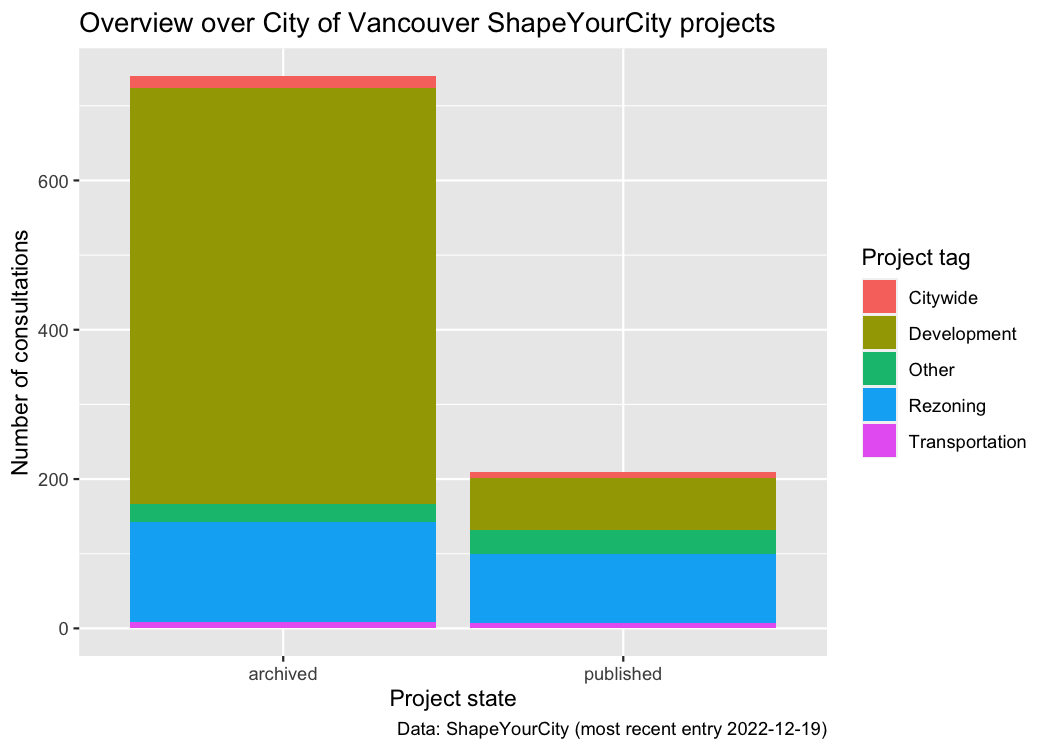 Overview over City of Vancouver ShapeYourCity projects
Number of consultations
600
400
200
0
archived
published
Project state
Project tag
Citywide
Development
Other
Rezoning
Transportation
Data: ShapeYourCity (most recent entry 2022-12-19)